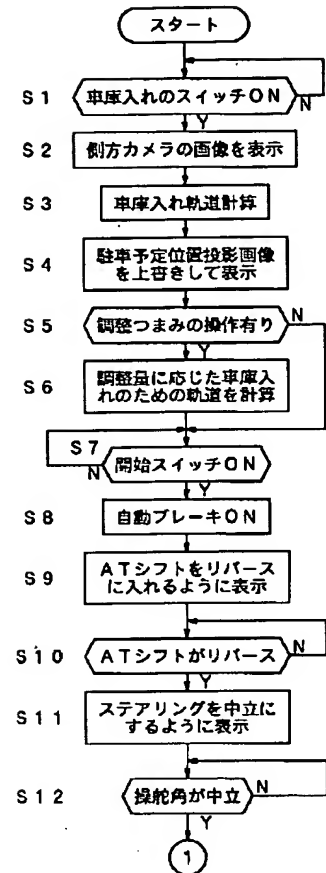 スタート
S1
車庫入れのスイッチON
N
Y
S2
側方カメラの画像を表示
S3
車庫入れ軌道計算
S4
駐車予定位置投影画像
を上書きして表示
S5
調整つまみの操作有り
N
Y
S6
調整量に応じた車庫入
れのための軌道を計算
S7
N
開始スイッチON
Y
S8
自動ブレーキON
S9
ATシフトをリバース
に入れるように表示
S10
ATシフトがリバース
N
Y
S11
ステアリングを中立に
するように表示
S12
操舵角が中立
N
Y
1